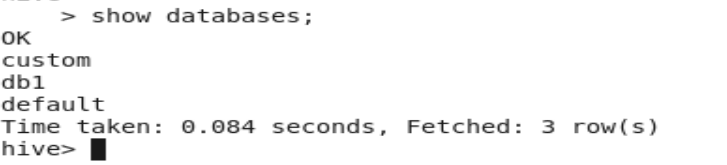 > show databases;
OK
custom
db1
default
Time taken: 0.084 seconds, Fetched: 3 row(s)
hive>